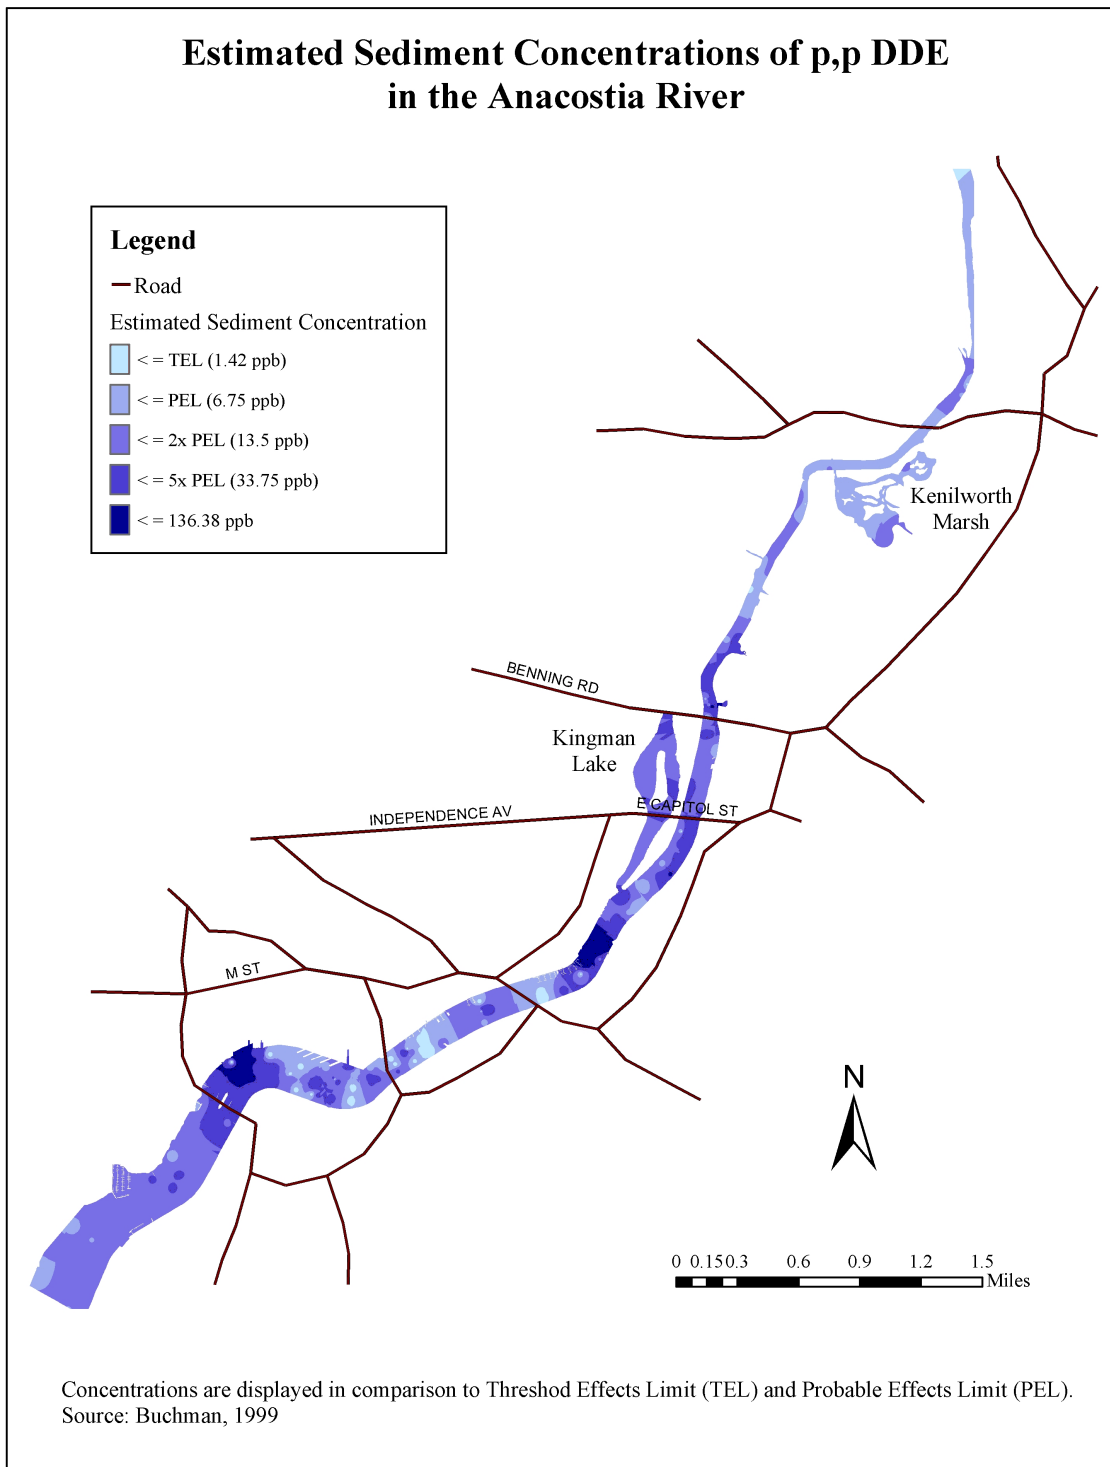 Estimated Sediment Concentrations of p,p DDE
in the Anacostia River
Legend
Road
Estimated Sediment Concentration
< = TEL (1.42 ppb)
< = PEL (6.75 ppb)
< = 2x PEL (13.5 ppb)
< = 5x PEL (33.75 ppb)
< = 136.38 ppb
Kenilworth
Marsh
BENNING RD
Kingman
Lake
E CAPITOL ST
INDEPENDENCE AV
M ST
N
0 0.150.3 0.6 0.9 1.2 1.5
Miles
Concentrations are displayed in comparison to Threshod Effects Limit (TEL) and Probable Effects Limit (PEL).
Source: Buchman, 1999